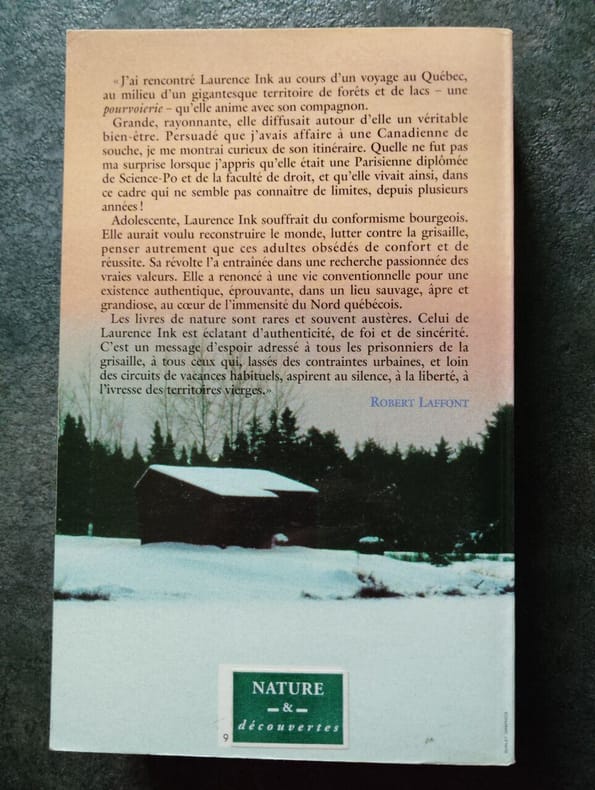 « J'ai rencontré Laurence Ink au cours d'un voyage au Québec,
au milieu d'un gigantesque territoire de forêts et de lacs – une
pourvoierie – qu'elle anime avec son compagnon.
Grande, rayonnante, elle diffusait autour d'elle un véritable
bien-être. Persuadé que j'avais affaire à une Canadienne de
souche, je me montrai curieux de son itinéraire. Quelle ne fut pas
ma surprise lorsque j'appris qu'elle était une Parisienne diplômée
de Science-Po et de la faculté de droit, et qu'elle vivait ainsi, dans
ce cadre qui ne semble pas connaître de limites, depuis plusieurs
années !
Adolescente, Laurence Ink souffrait du conformisme bourgeois.
Elle aurait voulu reconstruire le monde, lutter contre la grisaille,
penser autrement que ces adultes obsédés de confort et de
réussite. Sa révolte l'a entraînée dans une recherche passionnée des
vraies valeurs. Elle a renoncé à une vie conventionnelle pour une
existence authentique, éprouvante, dans un lieu sauvage, âpre et
grandiose, au cœur de l'immensité du Nord québécois.
Les livres de nature sont rares et souvent austères. Celui de
Laurence Ink est éclatant d'authenticité, de foi et de sincérité.
C'est un message d'espoir adressé à tous les prisonniers de la
grisaille, à tous ceux qui, lassés des contraintes urbaines, et loin
des circuits de vacances habituels, aspirent au silence, à la liberté, à
l'ivresse des territoires vierges.»
ROBERT LAFFONT
NATURE
&
découvertes
9